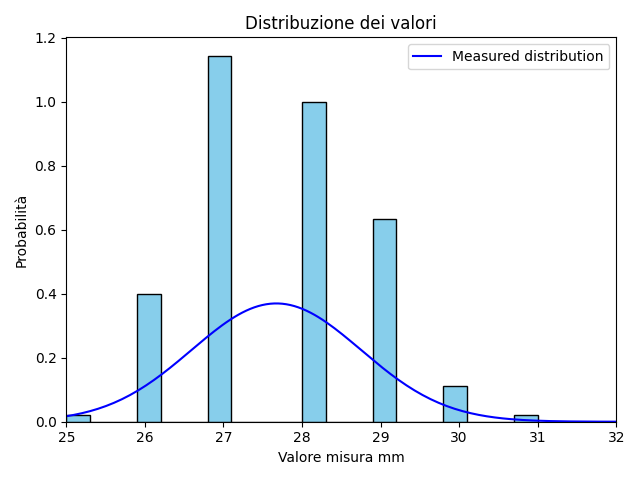 Distribuzione dei valori
Measured distribution
1.2
1.0
0.8
0.6
0.4
0.2
0.0
Probabilità
25 26 27 28 29 30 31 32
Valore misura mm